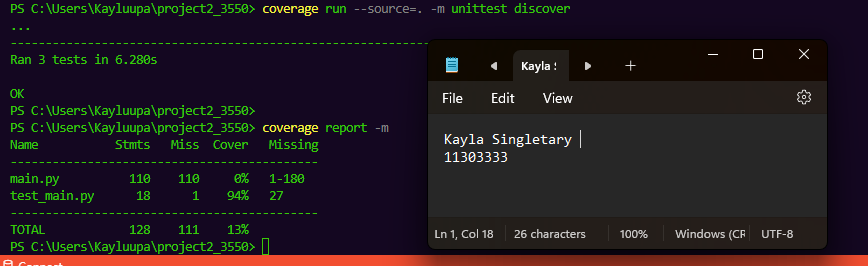 PS C:\Users\Kayluupa\project2_3550> coverage run --source=. -m unittest discover
...
----------------------------------------------------------------------
Ran 3 tests in 6.280s
OK
PS C:\Users\Kayluupa\project2_3550>
PS C:\Users\Kayluupa\project2_3550> coverage report -m
Name Stmts Miss Cover Missing
--------------------------------------------
main.py 110 110 0% 1-180
test_main.py 18 1 94% 27
--------------------------------------------
TOTAL 128 111 13%
PS C:\Users\Kayluupa\project2_3550>
Kayla
File Edit View
Kayla Singletary
11303333
Ln 1, Col 18 26 characters 100% Windows (CR UTF-8